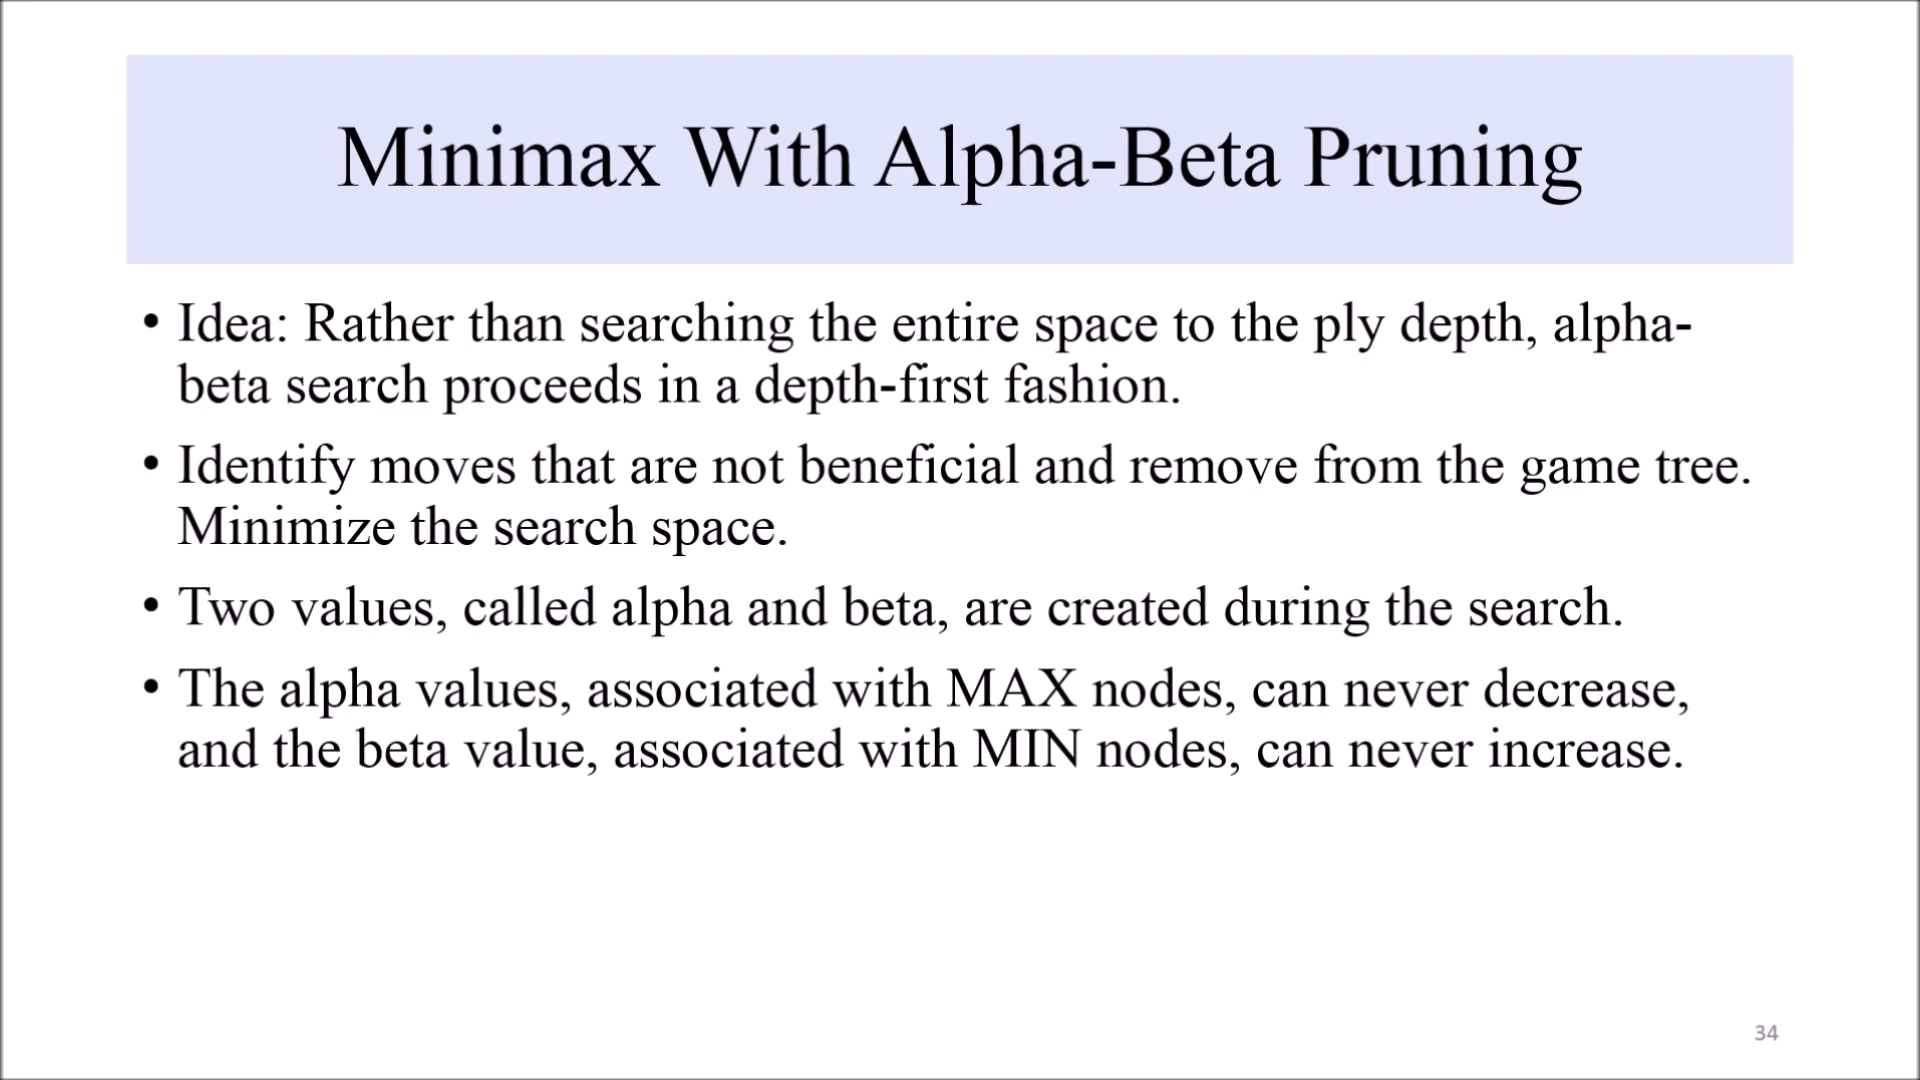 Minimax With Alpha-Beta Pruning
• Idea: Rather than searching the entire space to the ply depth, alpha-
beta search proceeds in a depth-first fashion.
• Identify moves that are not beneficial and remove from the game tree.
Minimize the search space.
• Two values, called alpha and beta, are created during the search.
• The alpha values, associated with MAX nodes, can never decrease,
and the beta value, associated with MIN nodes, can never increase.
34